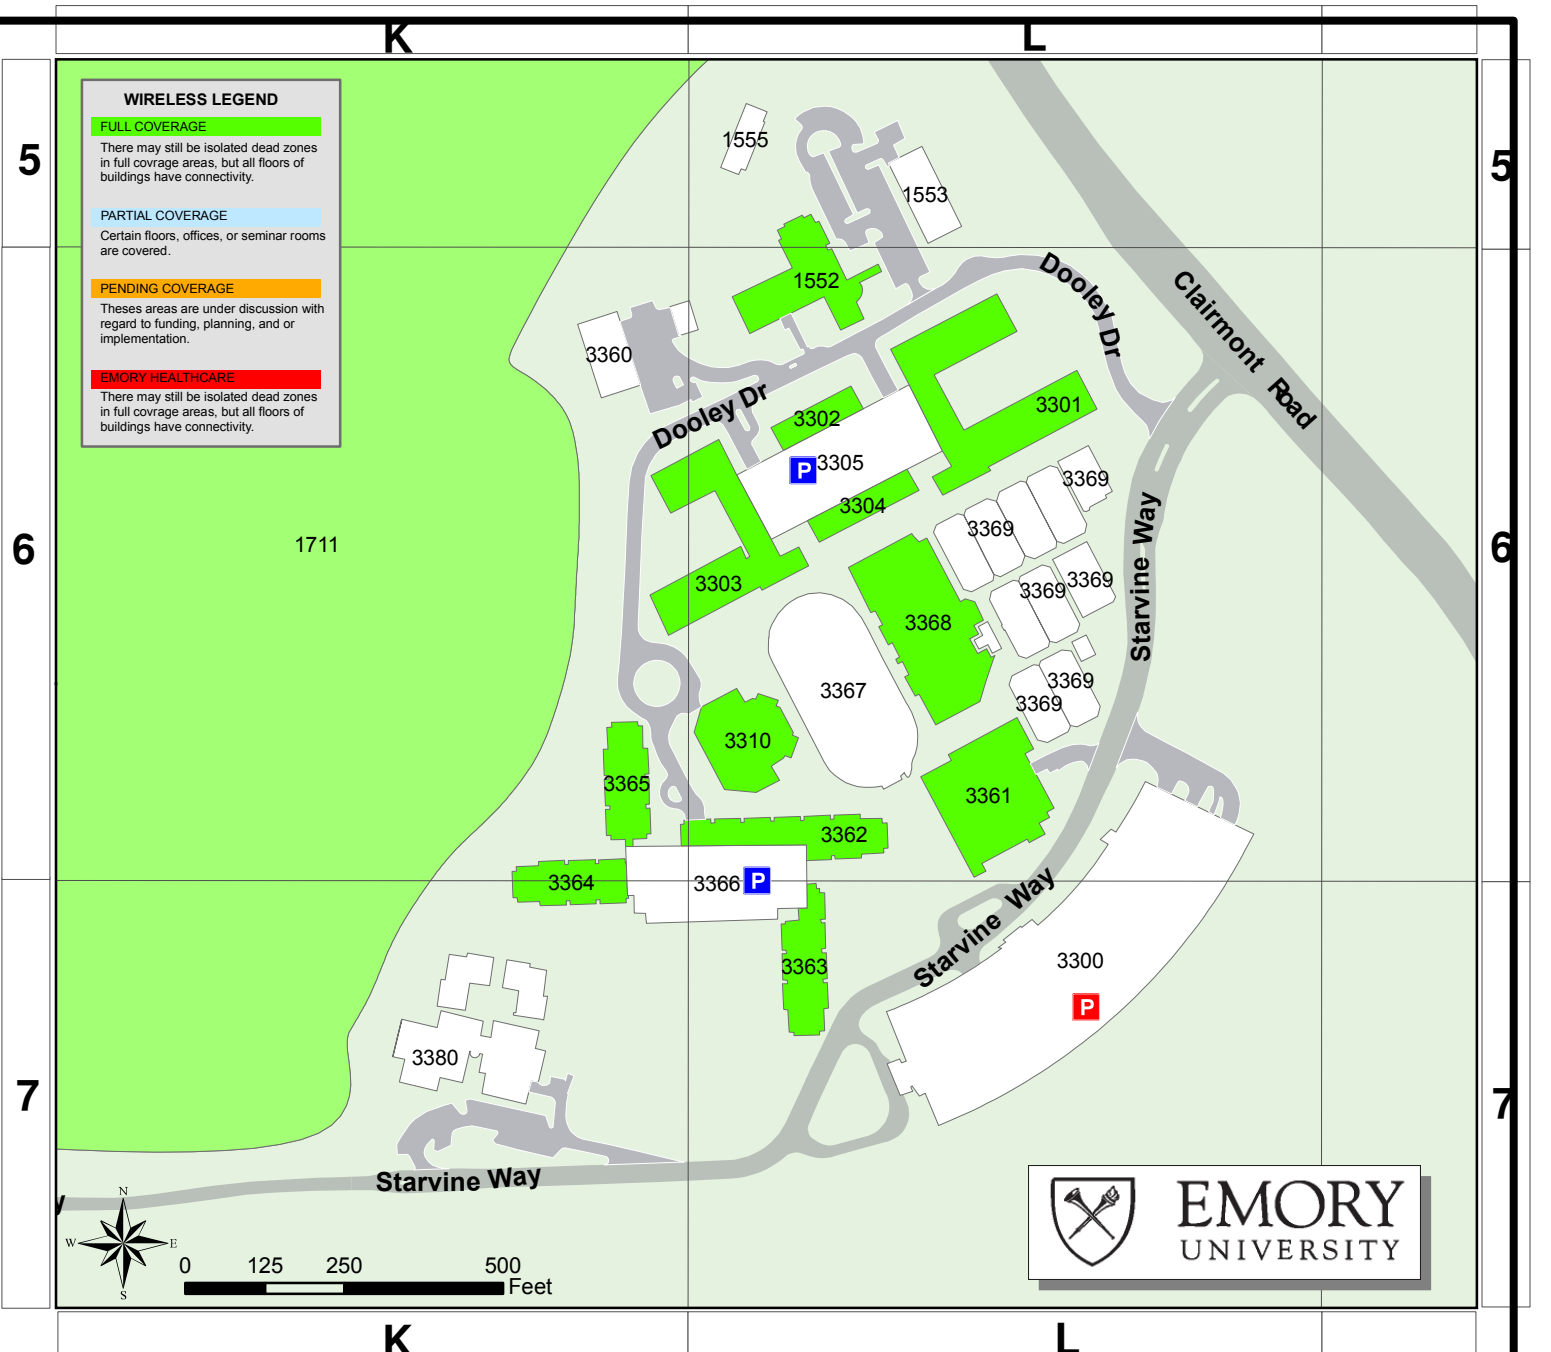 K
L
WIRELESS LEGEND
FULL COVERAGE
There may still be isolated dead zones
in full covrage areas, but all floors of
buildings have connectivity.
PARTIAL COVERAGE
Certain floors, offices, or seminar rooms
are covered.
PENDING COVERAGE
Theses areas are under discussion with
regard to funding, planning, and or
implementation.
EMORY HEALTHCARE
There may still be isolated dead zones
in full covrage areas, but all floors of
buildings have connectivity.
5
5
1555
1553
1552
Dooley Dr
Clairmont Road
3360
Dooley Dr
3302
3301
3305
P
3304
3369
3369
Starvine Way
6
6
1711
3303
3369
3369
3368
3367
3369
3369
3310
3365
3361
3362
3364
3366
P
Starvine Way
3363
3300
P
3380
7
7
Starvine Way
y
N
W
E
S
0
125
250
500
Feet
EMORY
UNIVERSITY
K
L